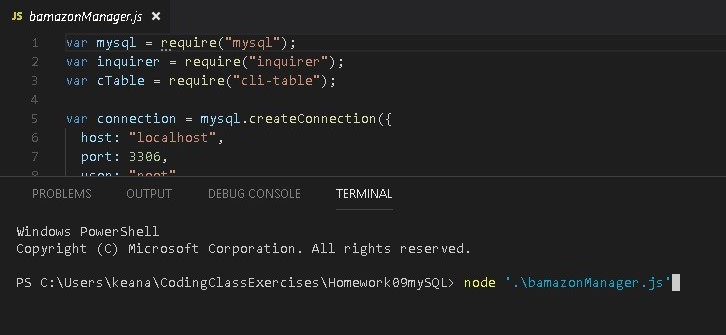 JS bamazonManager.js ×
1 var mysql = require("mysql");
2 var inquirer = require("inquirer");
3 var cTable = require("cli-table");
4
5 var connection = mysql.createConnection({
6 host: "localhost",
7 port: 3306,
8 user: "root"
PROBLEMS OUTPUT DEBUG CONSOLE TERMINAL
Windows PowerShell
Copyright (C) Microsoft Corporation. All rights reserved.
PS C:\Users\keana\CodingClassExercises\Homework09mySQL> node '.\bamazonManager.js'